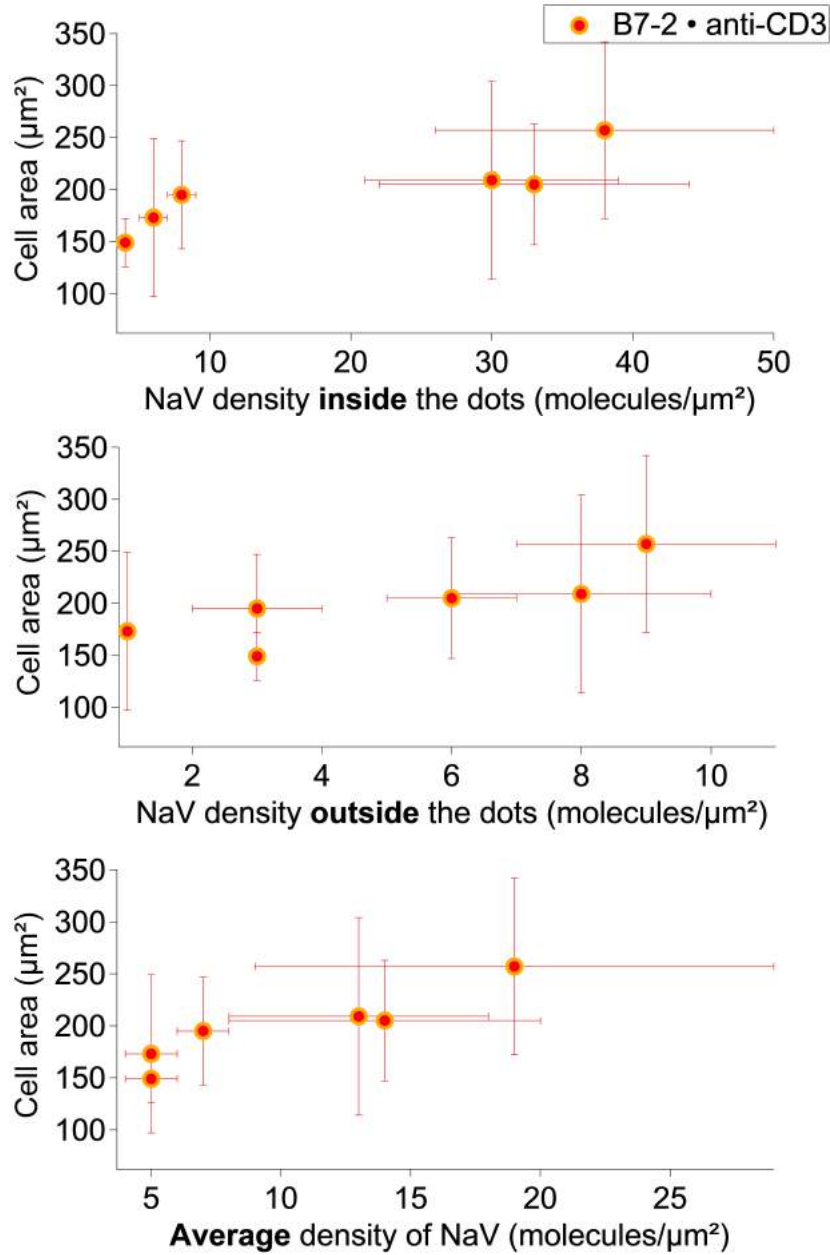 B7-2 • anti-CD3
350
300
250
200
150
100
Cell area (µm²)
10 20 30 40 50
NaV density inside the dots (molecules/µm²)
350
300
250
200
150
100
Cell area (µm²)
2 4 6 8 10
NaV density outside the dots (molecules/µm²)
350
300
250
200
150
100
Cell area (µm²)
5 10 15 20 25
Average density of NaV (molecules/µm²)